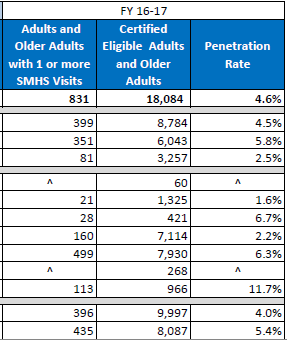 FY 16-17
Adults and Older Adults with 1 or more SMHS Visits | Certified Eligible Adults and Older Adults | Penetration Rate
831 18,084 4.6%
399 8,784 4.5%
351 6,043 5.8%
81 3,257 2.5%
^ 60 ^
21 1,325 1.6%
28 421 6.7%
160 7,114 2.2%
499 7,930 6.3%
^ 268 ^
113 966 11.7%
396 9,997 4.0%
435 8,087 5.4%